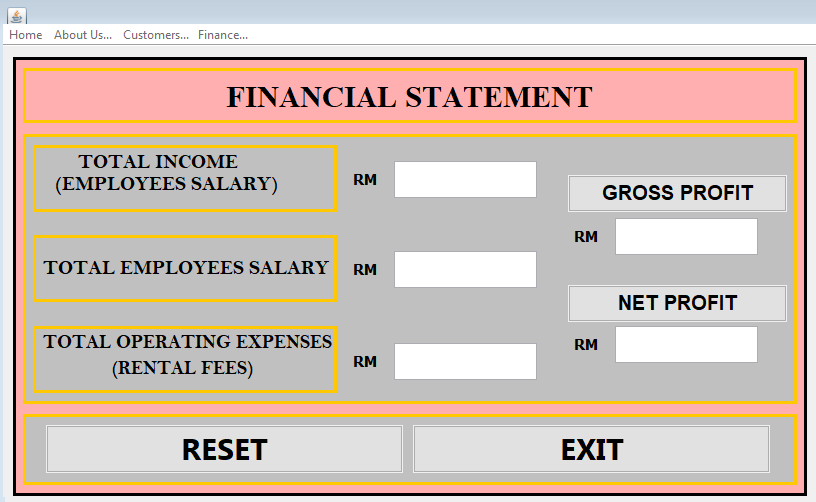 Home About Us... Customers... Finance...
FINANCIAL STATEMENT
TOTAL INCOME
(EMPLOYEES SALARY)
RM
TOTAL EMPLOYEES SALARY
RM
TOTAL OPERATING EXPENSES
(RENTAL FEES)
RM
GROSS PROFIT
RM
NET PROFIT
RM
RESET
EXIT